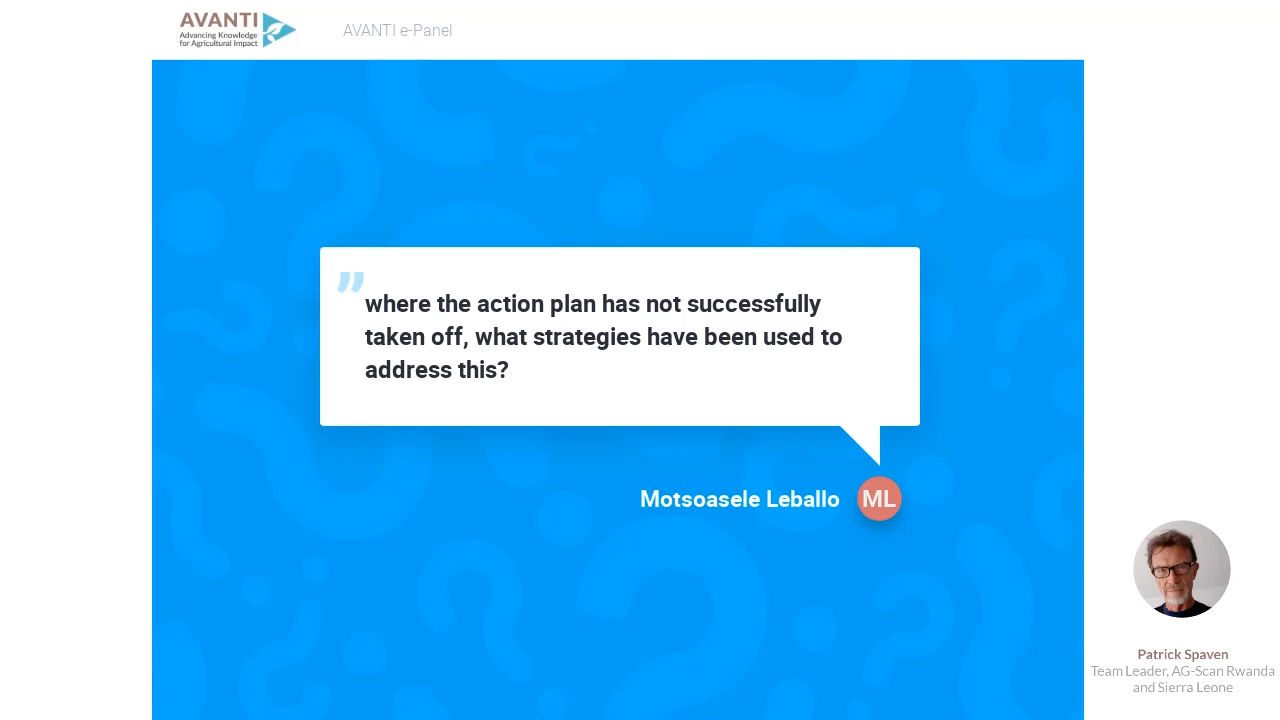 AVANTI
Advancing Knowledge
for Agricultural Impact
AVANTI e-Panel
”
where the action plan has not successfully
taken off, what strategies have been used to
address this?
Motsoasele Leballo
ML
Patrick Spaven
Team Leader, AG-Scan Rwanda
and Sierra Leone